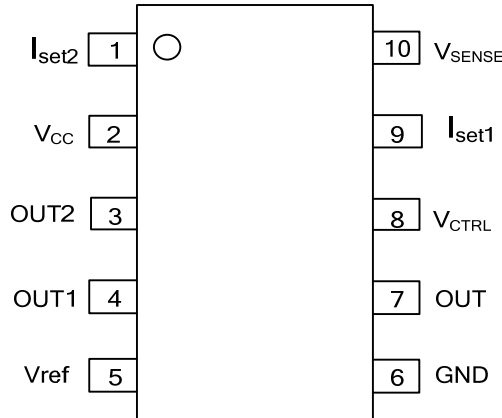 Iset2 1 10 VSENSE
VCC 2 9 Iset1
OUT2 3 8 VCTRL
OUT1 4 7 OUT
Vref 5 6 GND